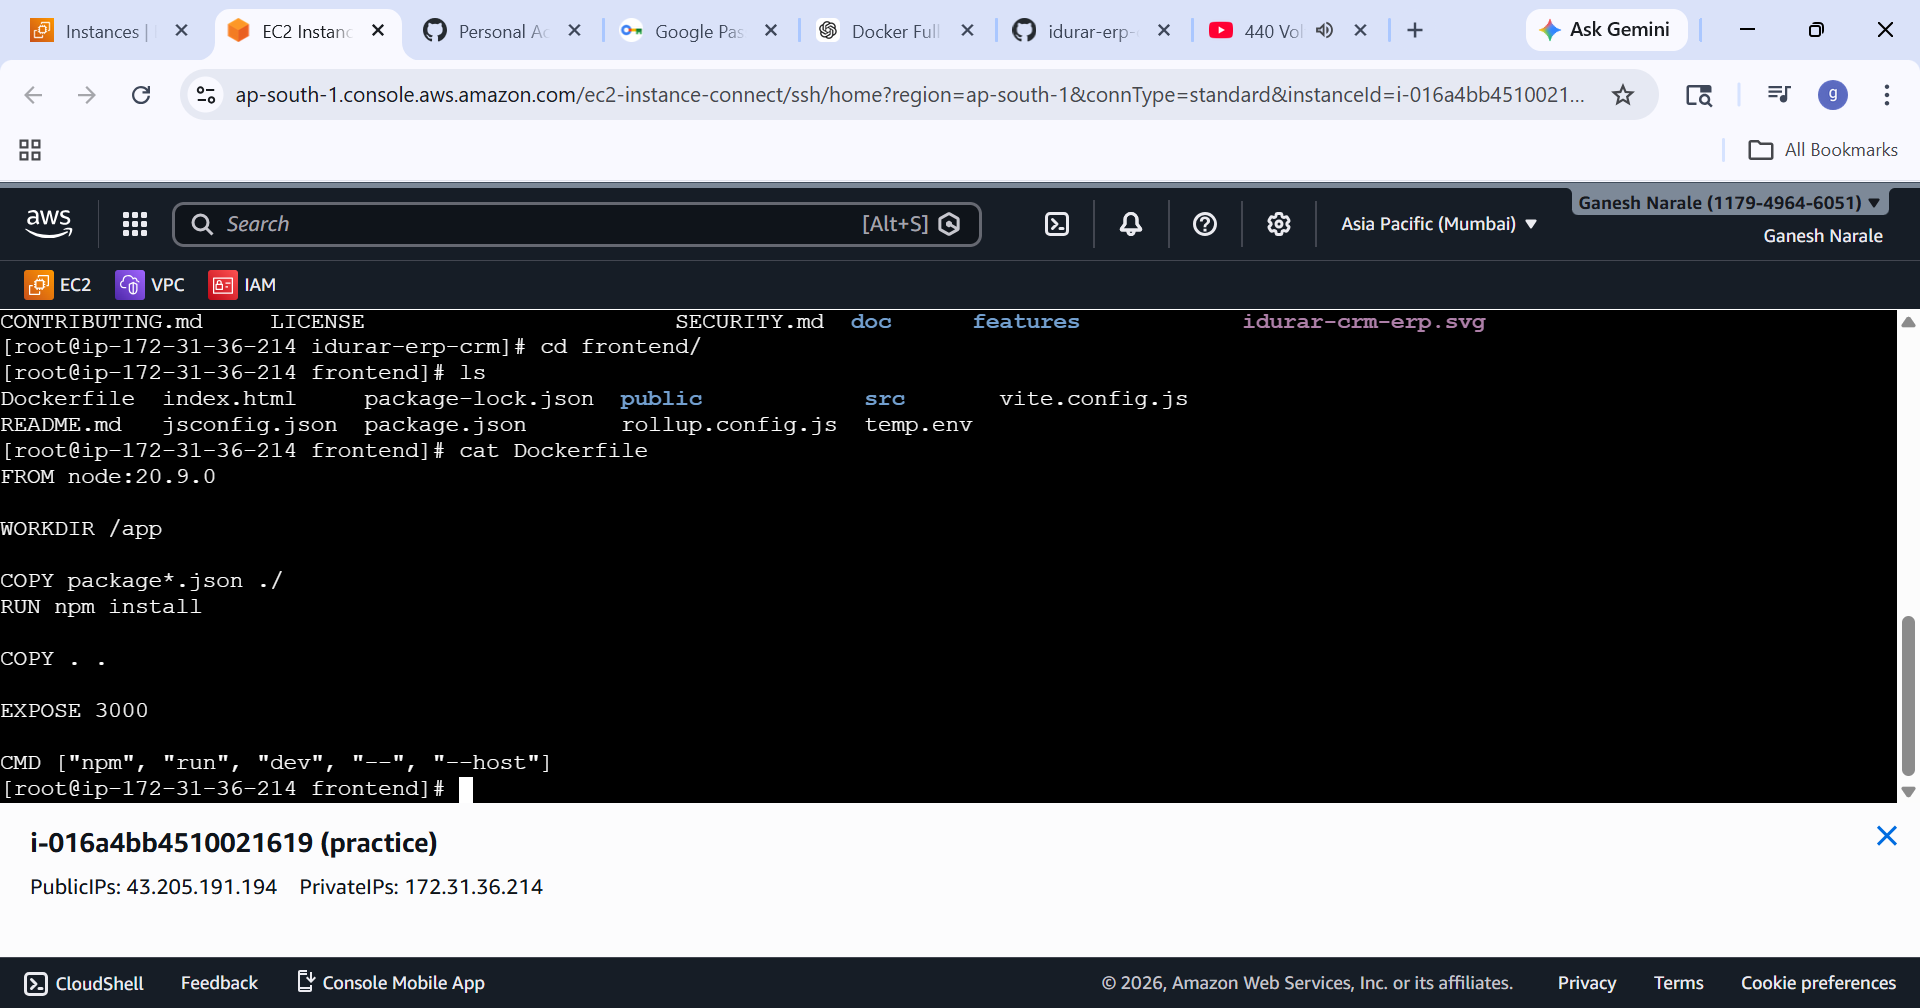 Instances |
EC2 Instanc
Personal Ac
Google Pas
Docker Full
idurar-erp-
440 Vol
Ask Gemini
ap-south-1.console.aws.amazon.com/ec2-instance-connect/ssh/home?region=ap-south-1&connType=standard&instanceId=i-016a4bb4510021...
g
All Bookmarks
aws
Search
[Alt+S]
Asia Pacific (Mumbai) ▼
Ganesh Narale (1179-4964-6051) ▼
Ganesh Narale
EC2
VPC
IAM
CONTRIBUTING.md LICENSE SECURITY.md doc features idurar-crm-erp.svg
[root@ip-172-31-36-214 idurar-erp-crm]# cd frontend/
[root@ip-172-31-36-214 frontend]# ls
Dockerfile index.html package-lock.json public src vite.config.js
README.md jsconfig.json package.json rollup.config.js temp.env
[root@ip-172-31-36-214 frontend]# cat Dockerfile
FROM node:20.9.0
WORKDIR /app
COPY package*.json ./
RUN npm install
COPY . .
EXPOSE 3000
CMD ["npm", "run", "dev", "--", "--host"]
[root@ip-172-31-36-214 frontend]#
i-016a4bb4510021619 (practice)
PublicIPs: 43.205.191.194 PrivateIPs: 172.31.36.214
CloudShell
Feedback
Console Mobile App
© 2026, Amazon Web Services, Inc. or its affiliates.
Privacy
Terms
Cookie preferences